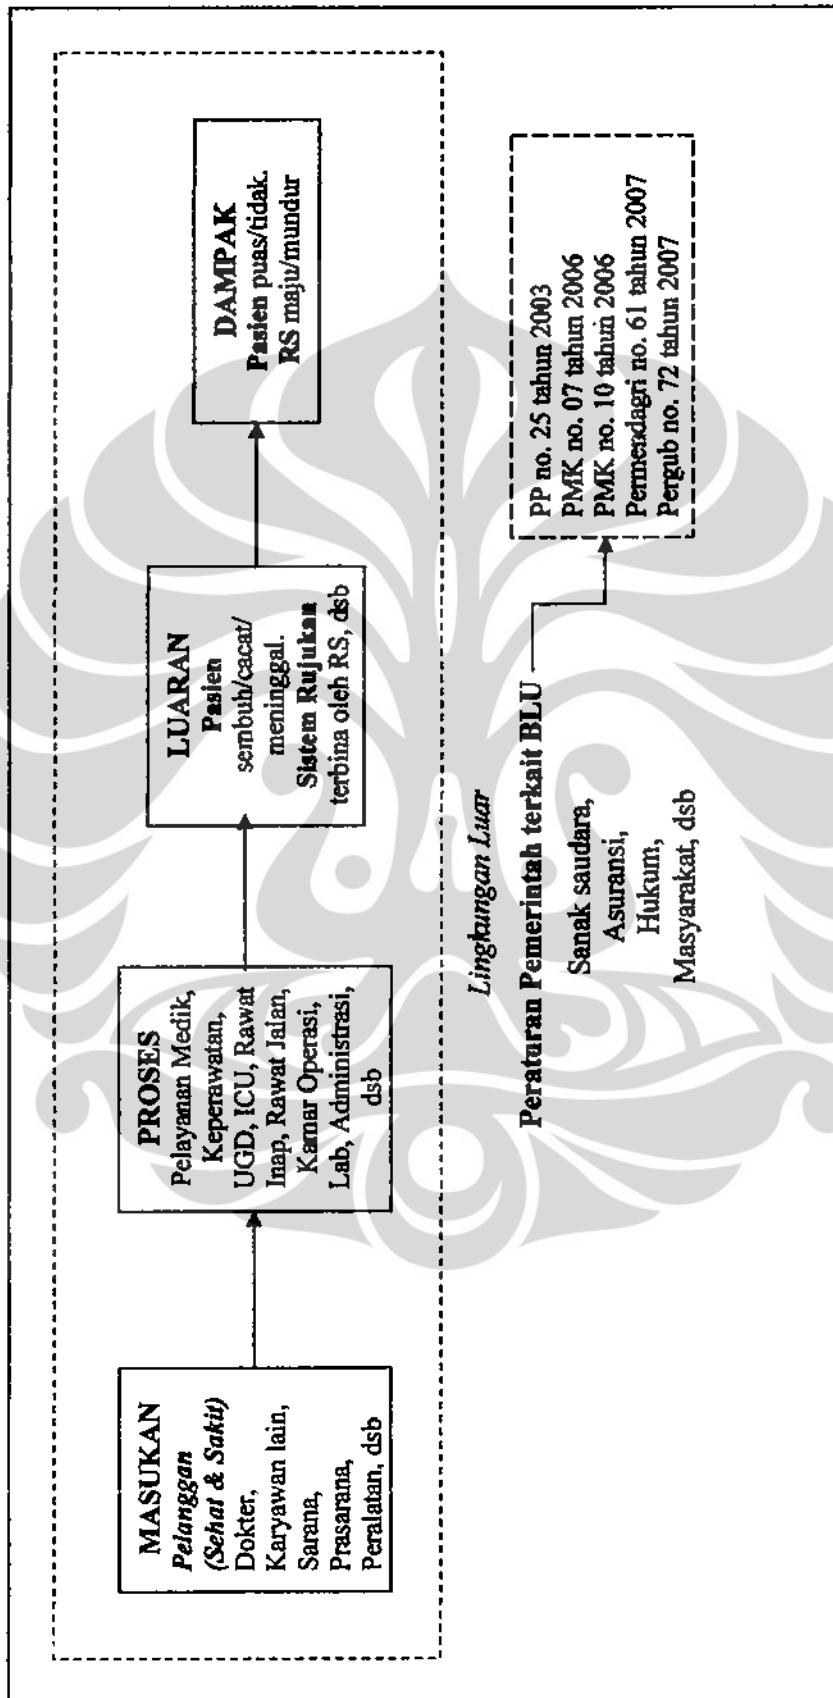 MASUKAN
Pelanggan
(Sehat & Sakit)
Dokter,
Karyawan lain,
Sarana,
Prasarana,
Peralatan, dsb
PROSES
Pelayanan Medik,
Keperawatan,
UGD, ICU, Rawat
Inap, Rawat Jalan,
Kamar Operasi,
Lab, Administrasi,
dsb
LUARAN
Pasien
sembuh/cacat/
meninggal.
Sistem Rujukan
terbina oleh RS, dsb
DAMPAK
Pasien puas/tidak.
RS maju/mundur
Lingkungan Luar
Peraturan Pemerintah terkait BLU
Sanak saudara,
Asuransi,
Hukum,
Masyarakat, dsb
PP no. 25 tahun 2003
PMK no. 07 tahun 2006
PMK no. 10 tahun 2006
Permendagri no. 61 tahun 2007
Pergub no. 72 tahun 2007